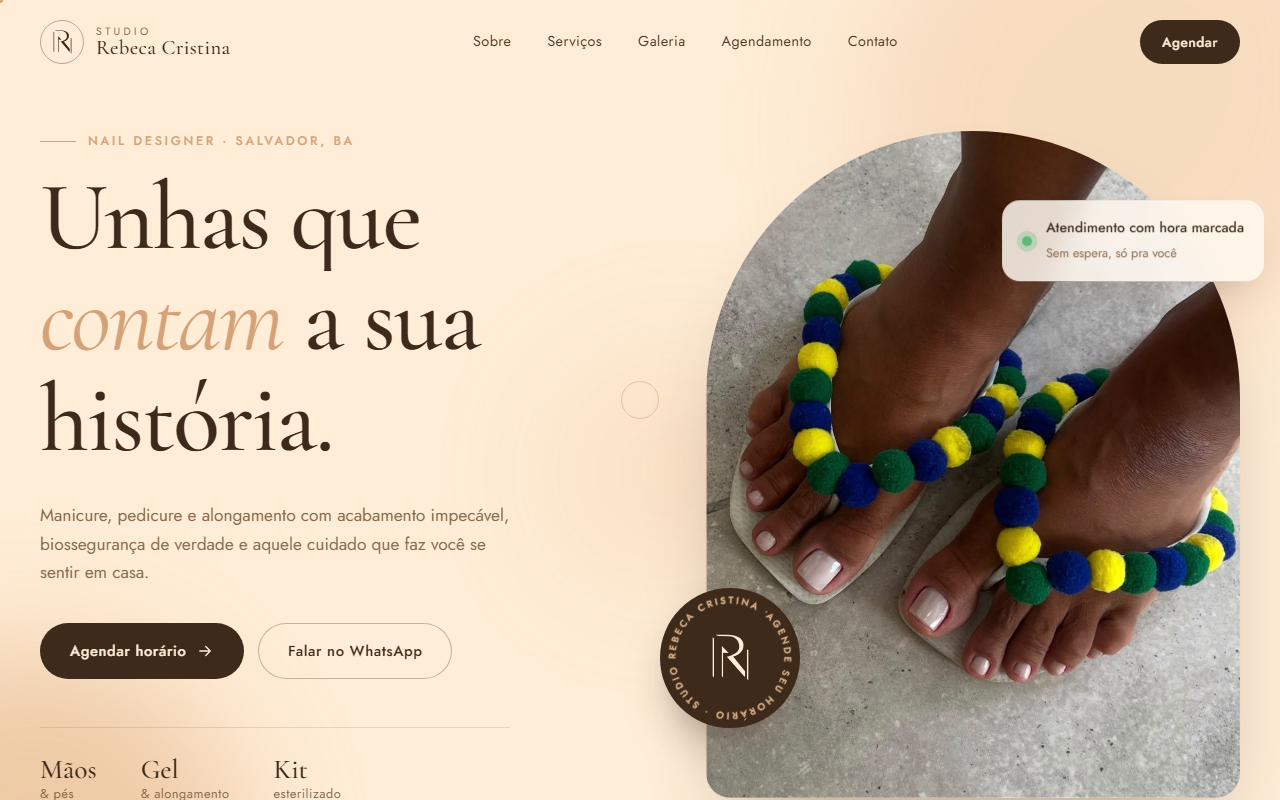 STUDIO
Rebeca Cristina
Sobre
Serviços
Galeria
Agendamento
Contato
Agendar
NAIL DESIGNER · SALVADOR, BA
Unhas que
contam a sua
história.
Atendimento com hora marcada
Sem espera, só pra você
Manicure, pedicure e alongamento com acabamento impecável,
biossegurança de verdade e aquele cuidado que faz você se
sentir em casa.
Agendar horário →
Falar no WhatsApp
AGENDE SEU HORÁRIO · STUDIO REBECA CRISTINA ·
Mãos
& pés
Gel
& alongamento
Kit
esterilizado